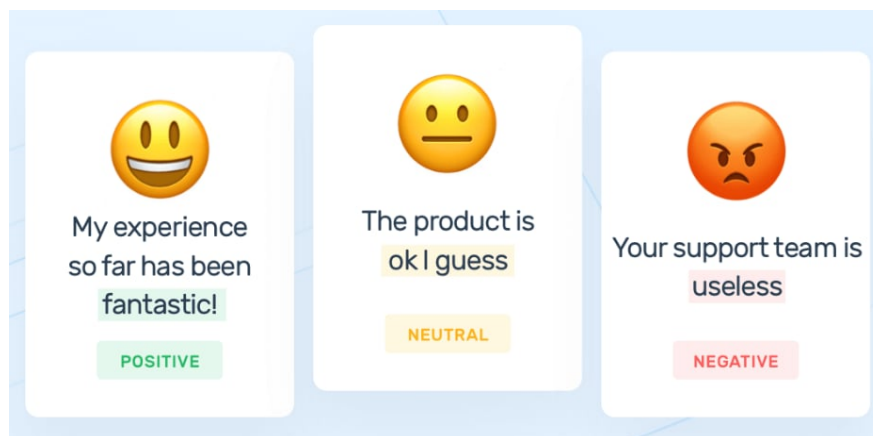 My experience
so far has been
fantastic!
POSITIVE
The product is
ok I guess
NEUTRAL
Your support team is
useless
NEGATIVE